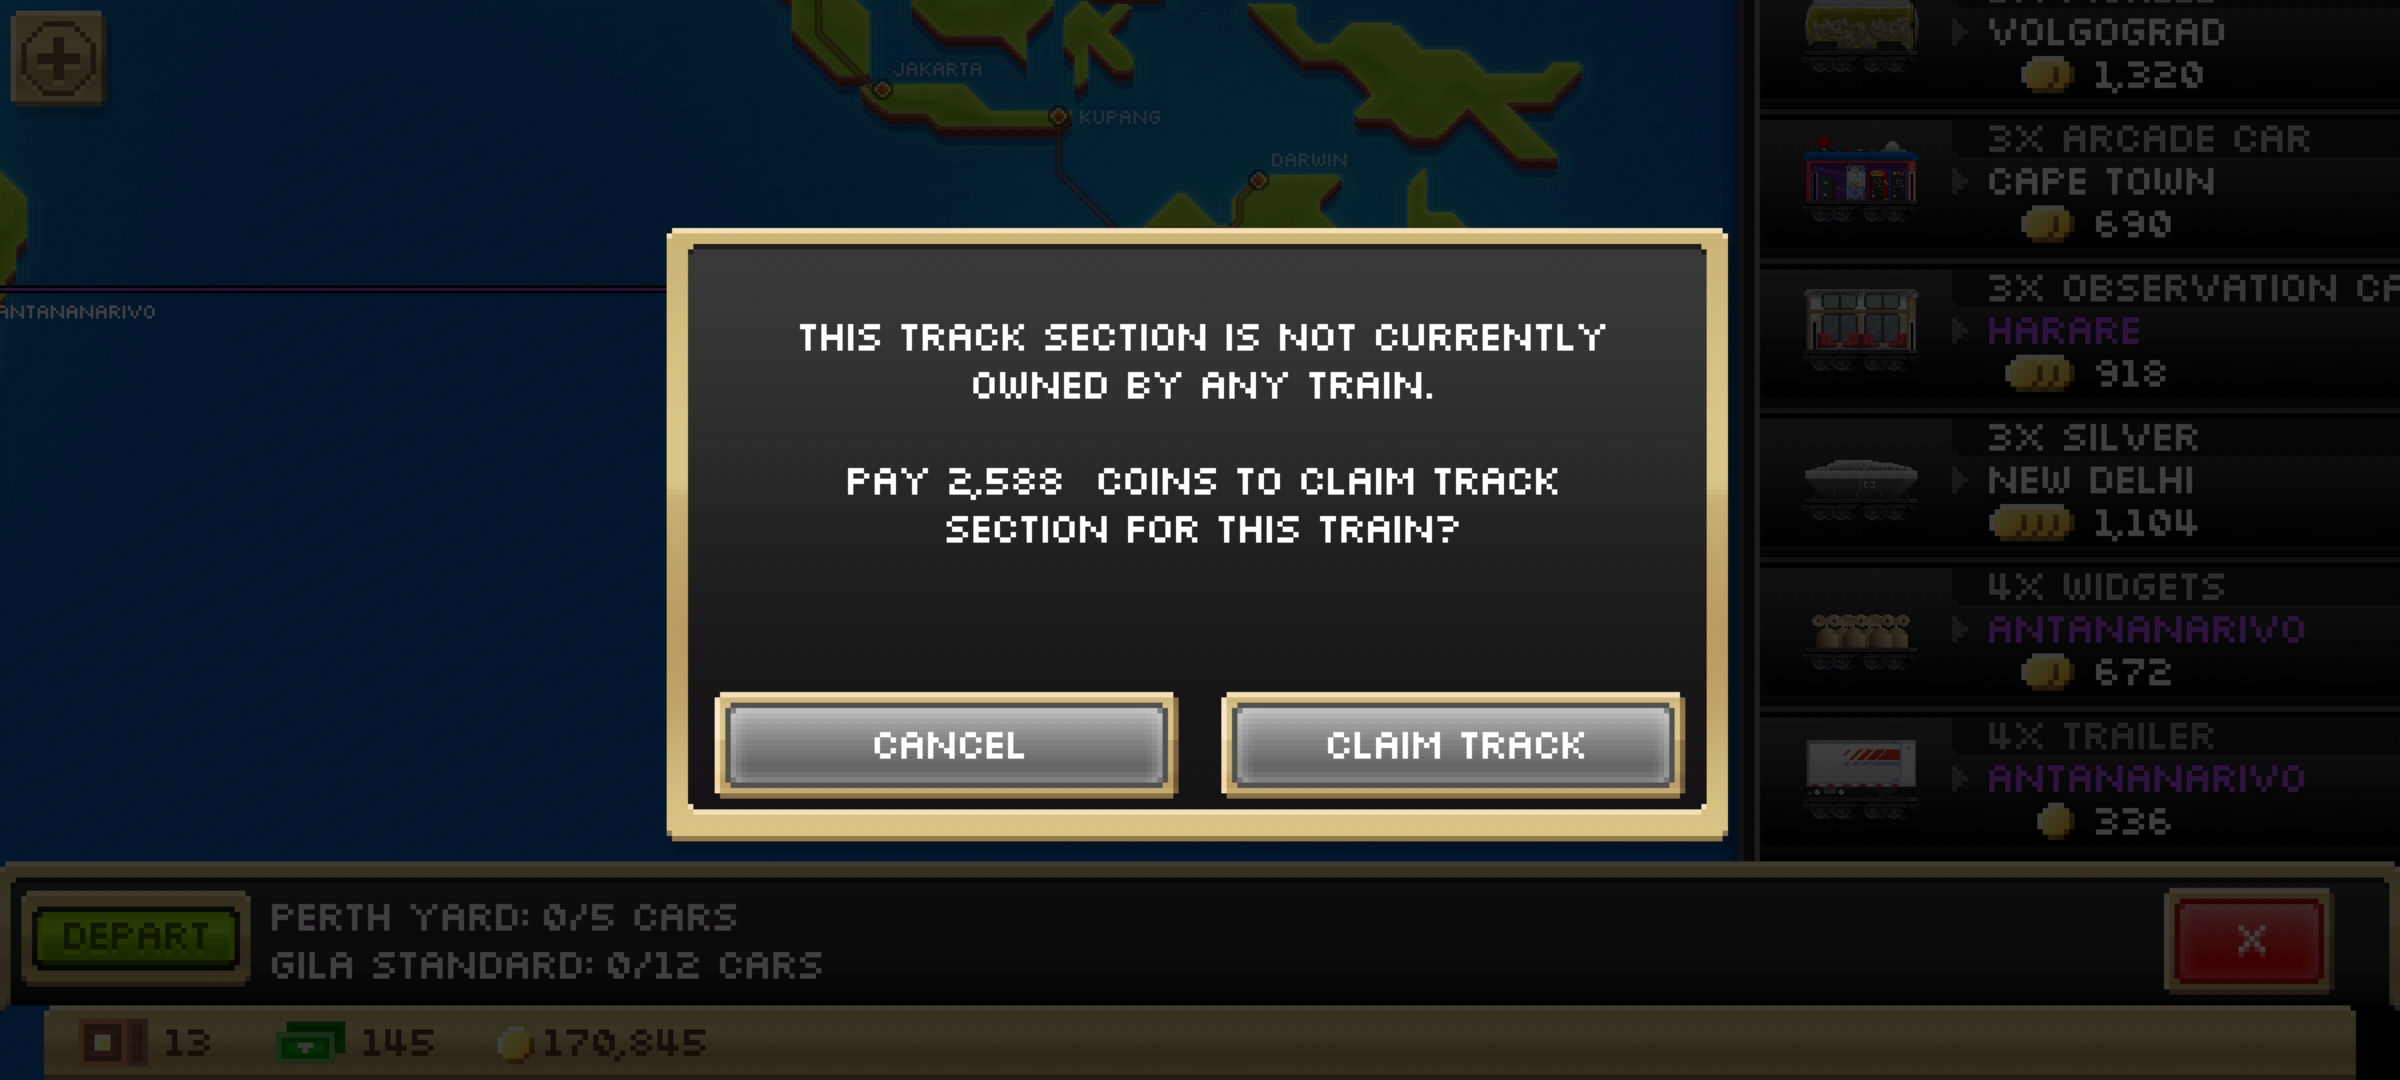 JAKARTA
KUPANG
DARWIN
ANTANANARIVO
THIS TRACK SECTION IS NOT CURRENTLY
OWNED BY ANY TRAIN.
PAY 2,588 COINS TO CLAIM TRACK
SECTION FOR THIS TRAIN?
CANCEL
CLAIM TRACK
VOLGOGRAD
1,320
3X ARCADE CAR
CAPE TOWN
690
3X OBSERVATION
HARARE
918
3X SILVER
NEW DELHI
1,104
4X WIDGETS
ANTANANARIVO
672
4X TRAILER
ANTANANARIVO
336
DEPART
PERTH YARD: 0/5 CARS
GILA STANDARD: 0/12 CARS
X
13
145
170,845